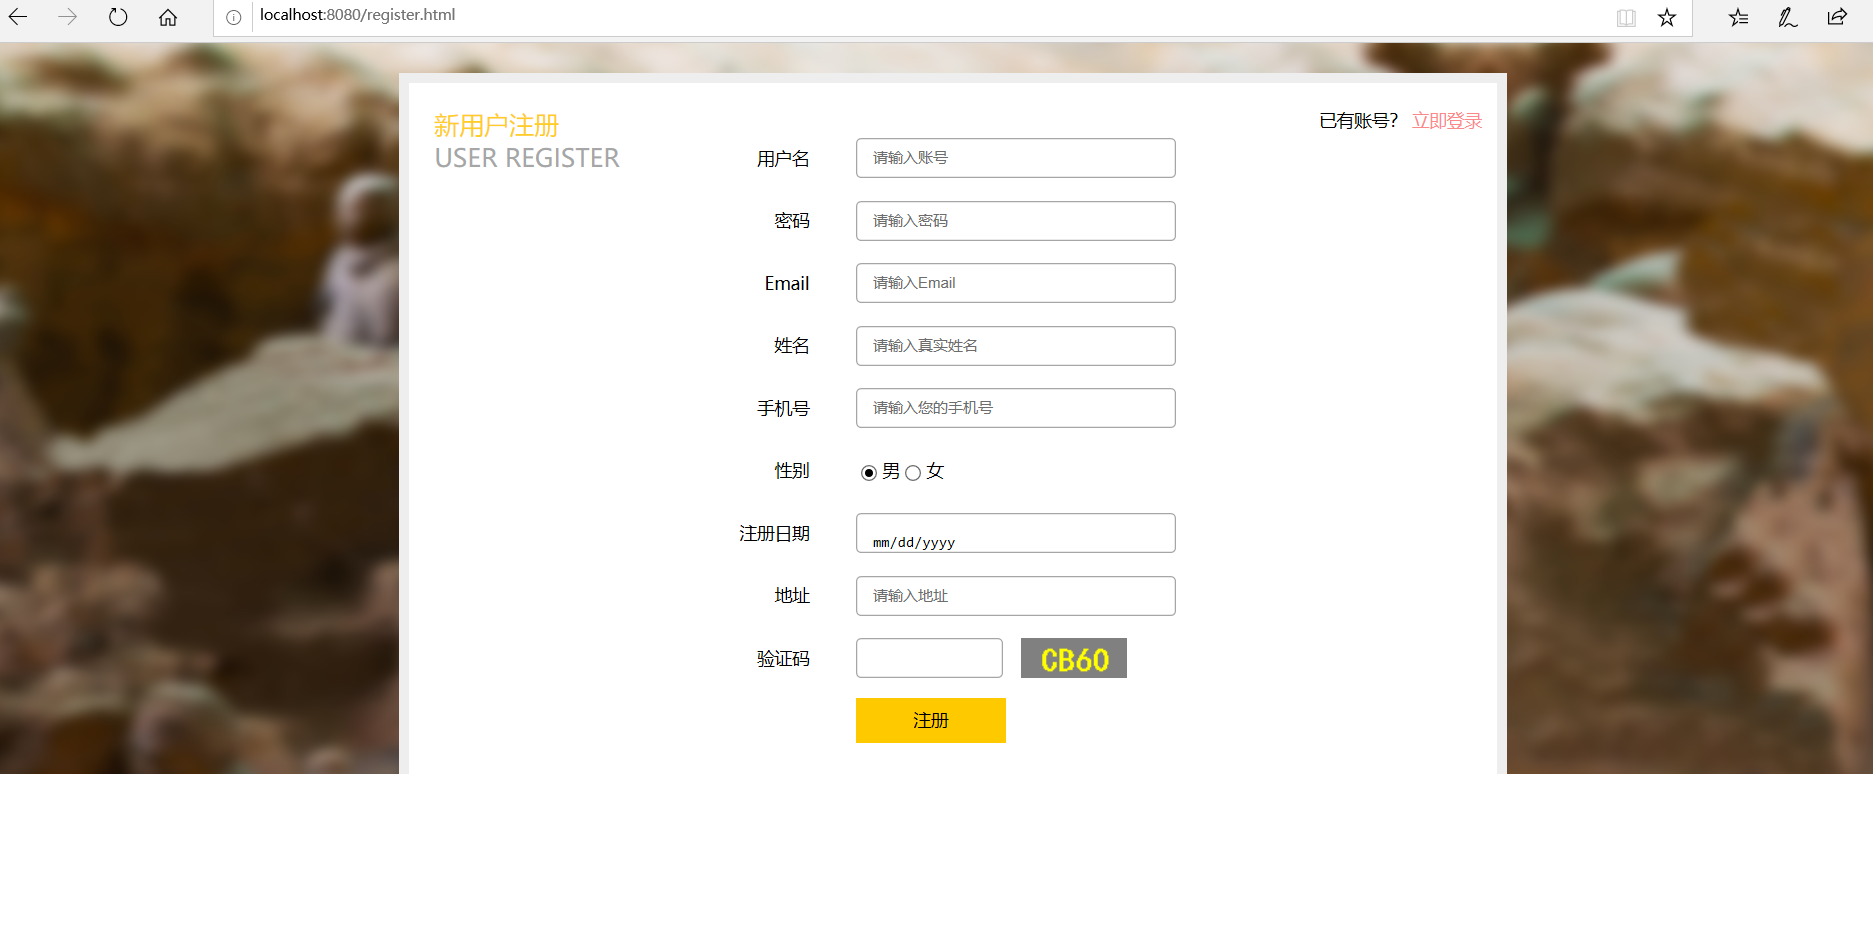 localhost:8080/register.html
新用户注册
USER REGISTER
已有账号? 立即登录
用户名 请输入账号
密码 请输入密码
Email 请输入Email
姓名 请输入真实姓名
手机号 请输入您的手机号
性别 男 女
注册日期 mm/dd/yyyy
地址 请输入地址
验证码 CB60
注册